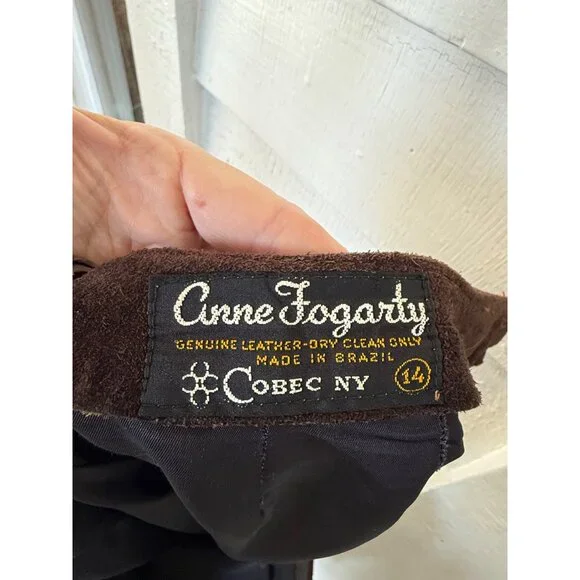 Anne Fogarty
GENUINE LEATHER-DRY CLEAN ONLY
MADE IN BRAZIL
COBEC NY 14